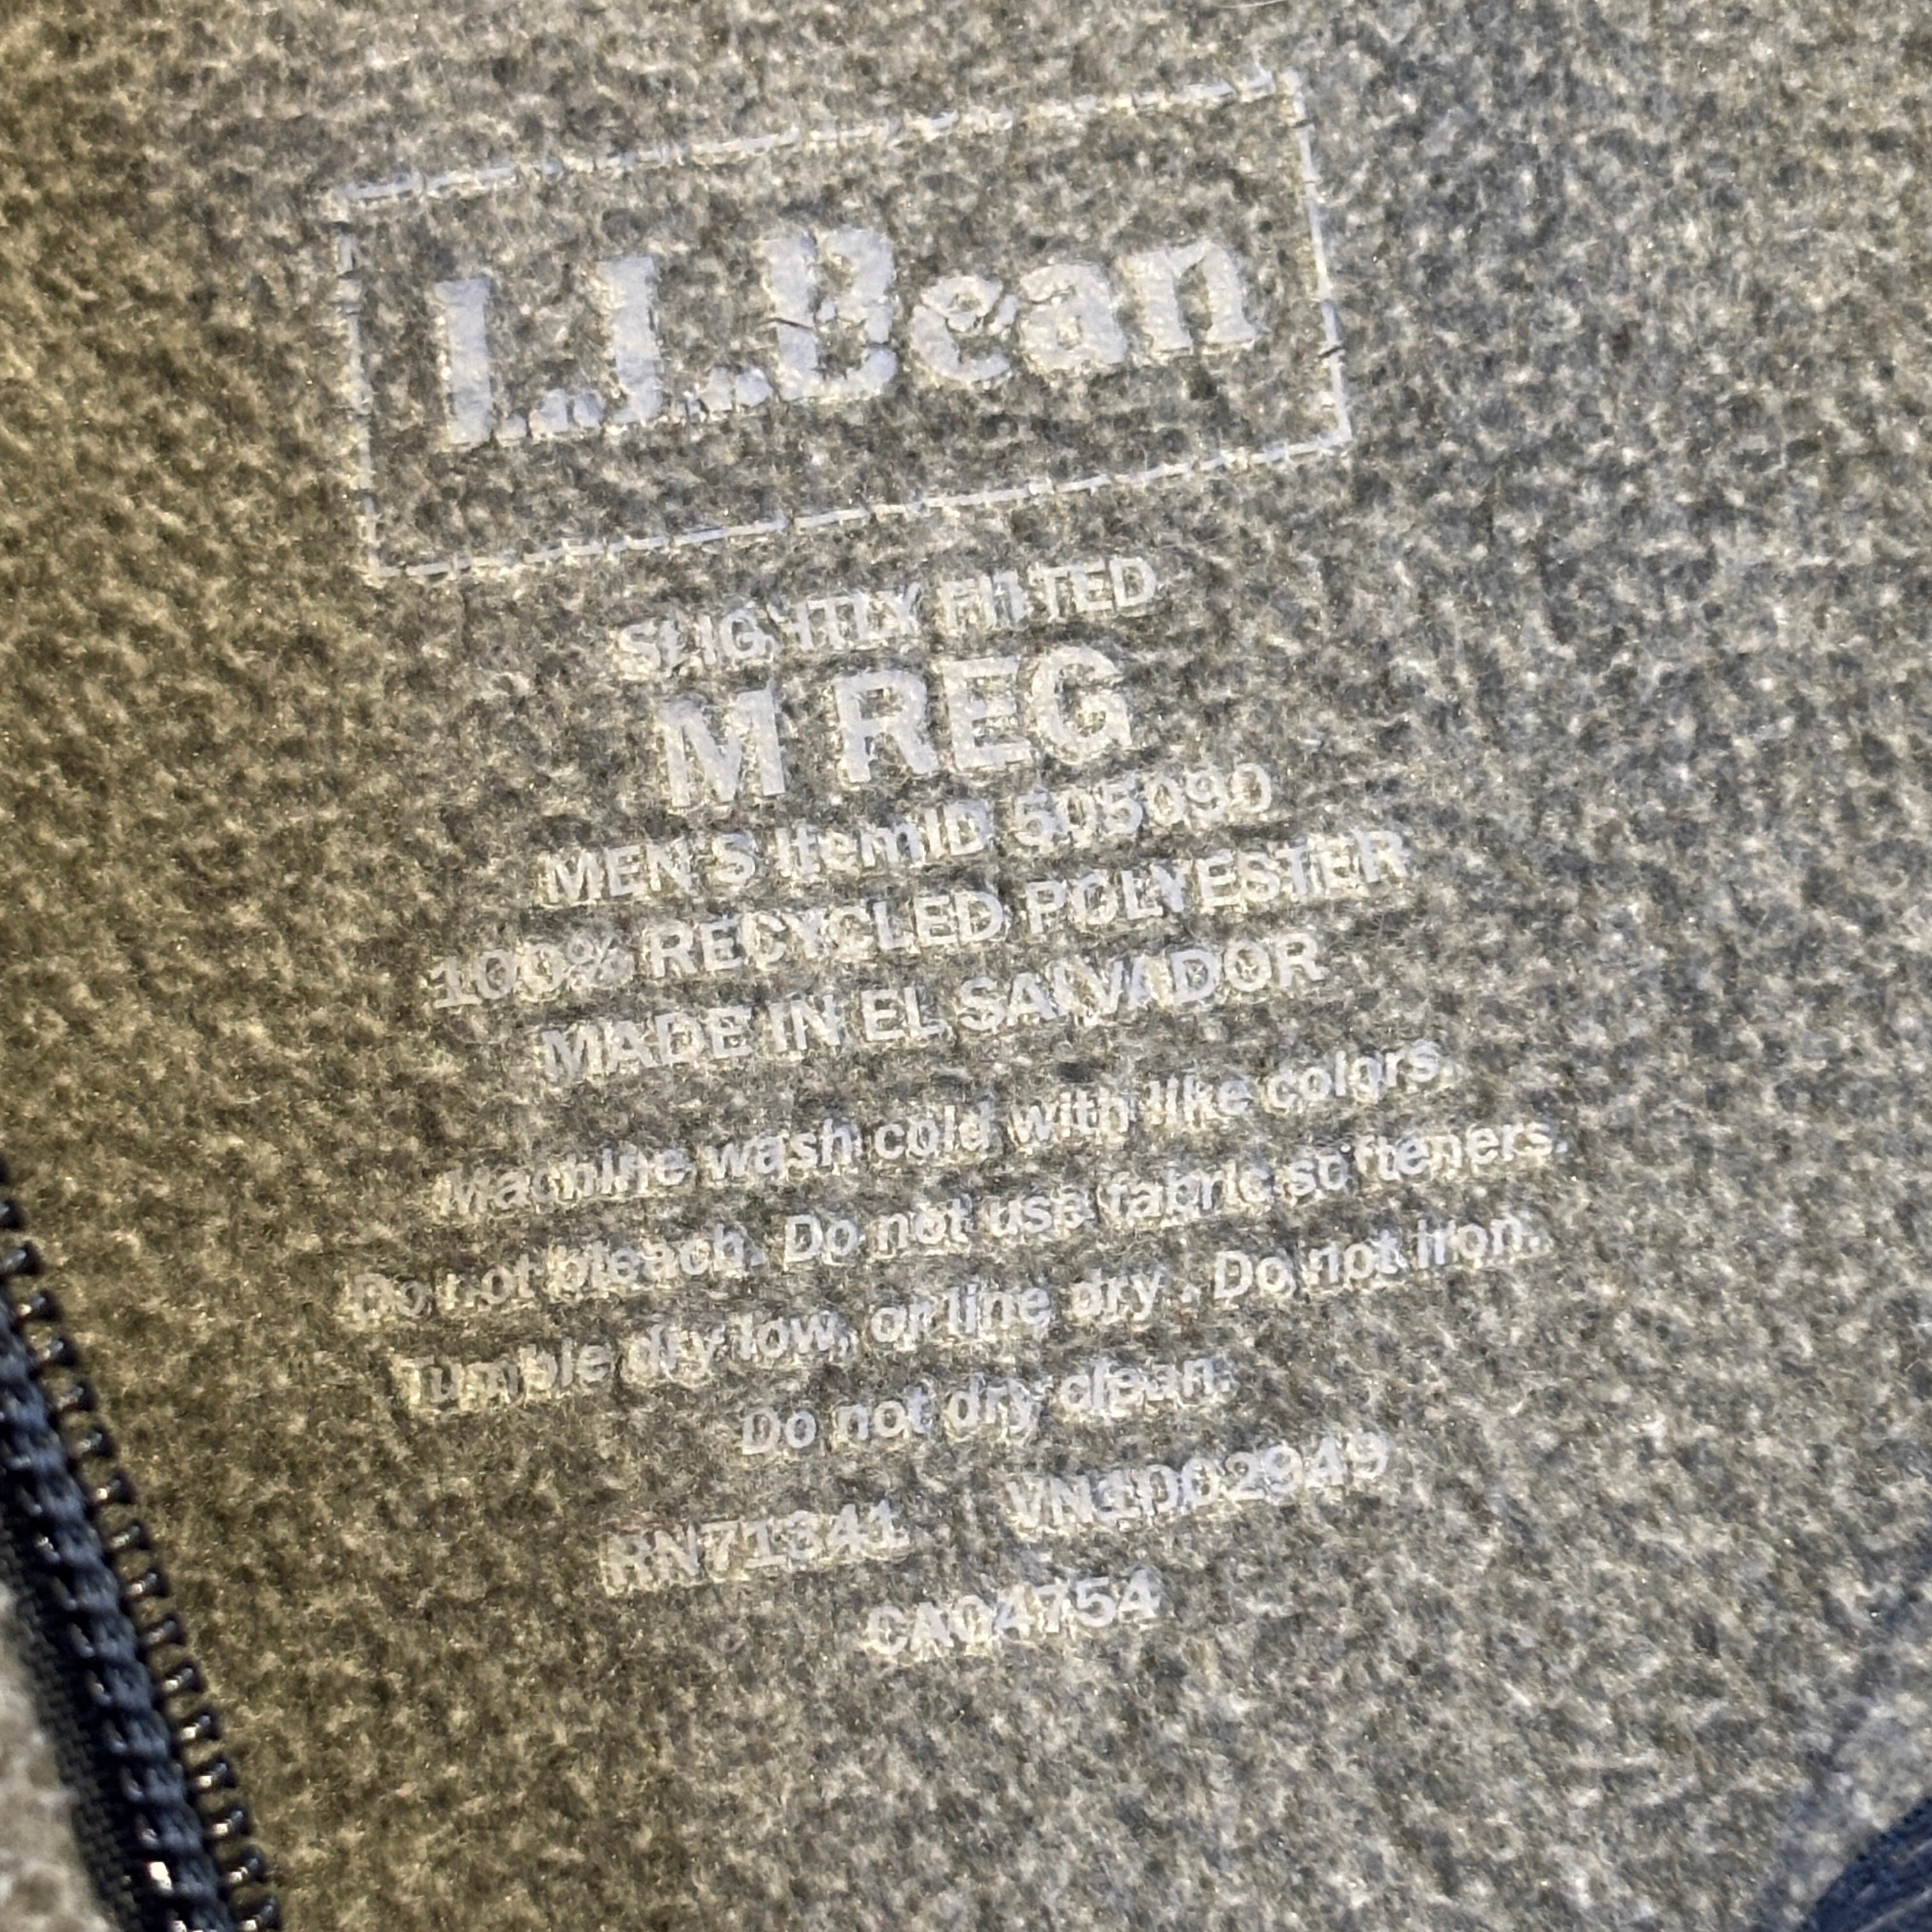 L.L.Bean
SLIGHTLY FITTED
M REG
MEN'S ItemID 505090
100% RECYCLED POLYESTER
MADE IN EL SALVADOR
Machine wash cold with like colors.
Do not bleach. Do not use fabric softeners.
Tumble dry low, or line dry. Do not iron.
Do not dry clean.
RN71341 VN1002949
CA04754